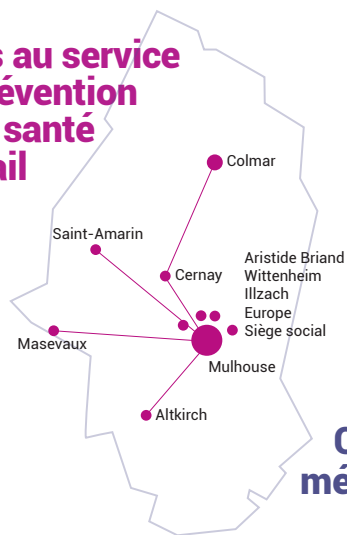 s au service
évention
santé
ail
Colmar
Saint-Amarin
Cernay
Aristide Briand
Wittenheim
Illzach
Europe
Siège social
Masevaux
Mulhouse
Altkirch
C
mé